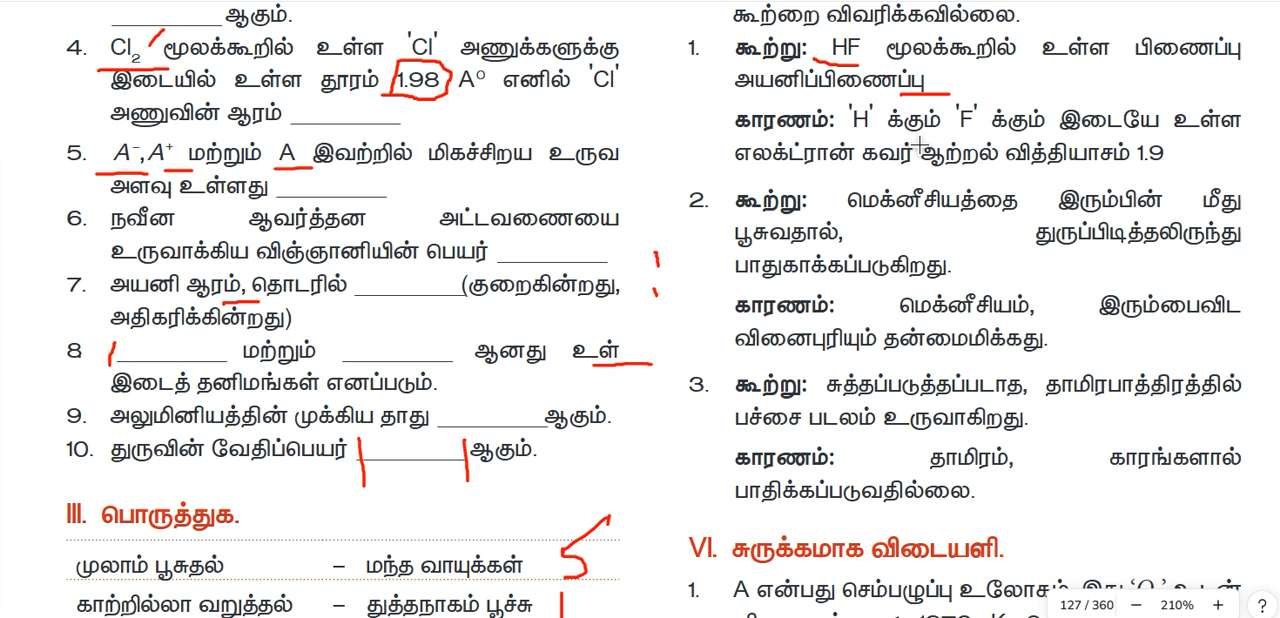 __________ ஆகும்.
4. Cl₂ மூலக்கூறில் உள்ள 'Cl' அணுக்களுக்கு
இடையில் உள்ள தூரம் 1.98 A⁰ எனில் 'Cl'
அணுவின் ஆரம் __________
5. A⁻, A⁺ மற்றும் A இவற்றில் மிகச்சிறய உருவ
அளவு உள்ளது __________
6. நவீன ஆவர்த்தன அட்டவணையை
உருவாக்கிய விஞ்ஞானியின் பெயர் __________
7. அயனி ஆரம், தொடரில் __________(குறைகின்றது,
அதிகரிக்கின்றது)
8 __________ மற்றும் __________ ஆனது உள்
இடைத் தனிமங்கள் எனப்படும்.
9. அலுமினியத்தின் முக்கிய தாது __________ ஆகும்.
10. துருவின் வேதிப்பெயர் __________ ஆகும்.
III. பொருத்துக.
முலாம் பூசுதல் – மந்த வாயுக்கள்
காற்றில்லா வறுத்தல் – துத்தநாகம் பூச்சு
கூற்றை விவரிக்கவில்லை.
1. கூற்று: HF மூலக்கூறில் உள்ள பிணைப்பு
அயனிப்பிணைப்பு
காரணம்: 'H' க்கும் 'F' க்கும் இடையே உள்ள
எலக்ட்ரான் கவர் ஆற்றல் வித்தியாசம் 1.9
2. கூற்று: மெக்னீசியத்தை இரும்பின் மீது
பூசுவதால், துருப்பிடித்தலிருந்து
பாதுகாக்கப்படுகிறது.
காரணம்: மெக்னீசியம், இரும்பைவிட
வினைபுரியும் தன்மைமிக்கது.
3. கூற்று: சுத்தப்படுத்தப்படாத, தாமிரபாத்திரத்தில்
பச்சை படலம் உருவாகிறது.
காரணம்: தாமிரம், காரங்களால்
பாதிக்கப்படுவதில்லை.
VI. சுருக்கமாக விடையளி.
1. A என்பது செம்பழுப்பு உலோகம்.
127 / 360 − 210% + ?